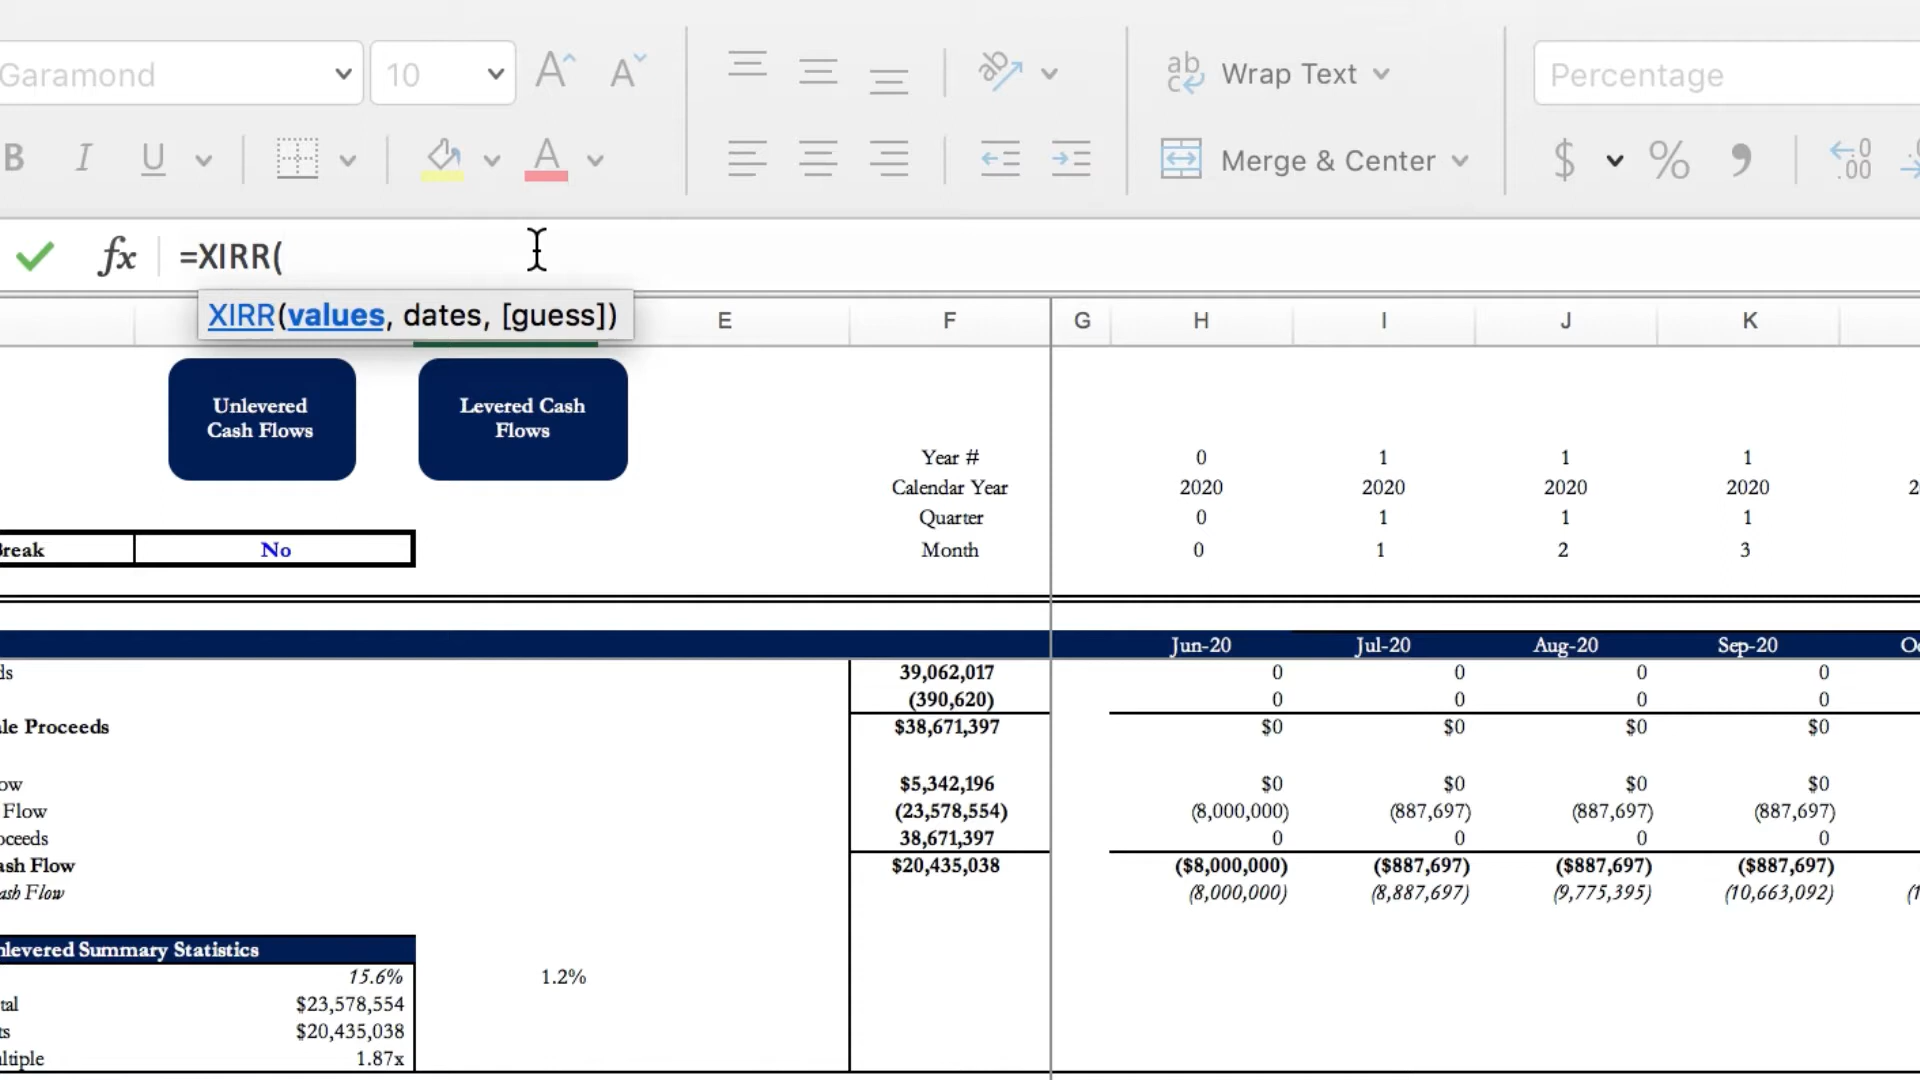 Garamond 10 A A ab Wrap Text Percentage
B I U A Merge & Center $ % , .00
fx =XIRR(
XIRR(values, dates, [guess])
E F G H I J K
Unlevered
Cash Flows
Levered Cash
Flows
Year # 0 1 1 1
Calendar Year 2020 2020 2020 2020 2
Quarter 0 1 1 1
Break No Month 0 1 2 3
Jun-20 Jul-20 Aug-20 Sep-20
ds 39,062,017 0 0 0 0
(390,620) 0 0 0 0
le Proceeds $38,671,397 $0 $0 $0 $0
ow $5,342,196 $0 $0 $0 $0
Flow (23,578,554) (8,000,000) (887,697) (887,697) (887,697)
oceeds 38,671,397 0 0 0 0
ash Flow $20,435,038 ($8,000,000) ($887,697) ($887,697) ($887,697)
ash Flow (8,000,000) (8,887,697) (9,775,395) (10,663,092) (1
nlevered Summary Statistics
15.6% 1.2%
tal $23,578,554
ts $20,435,038
ltiple 1.87x